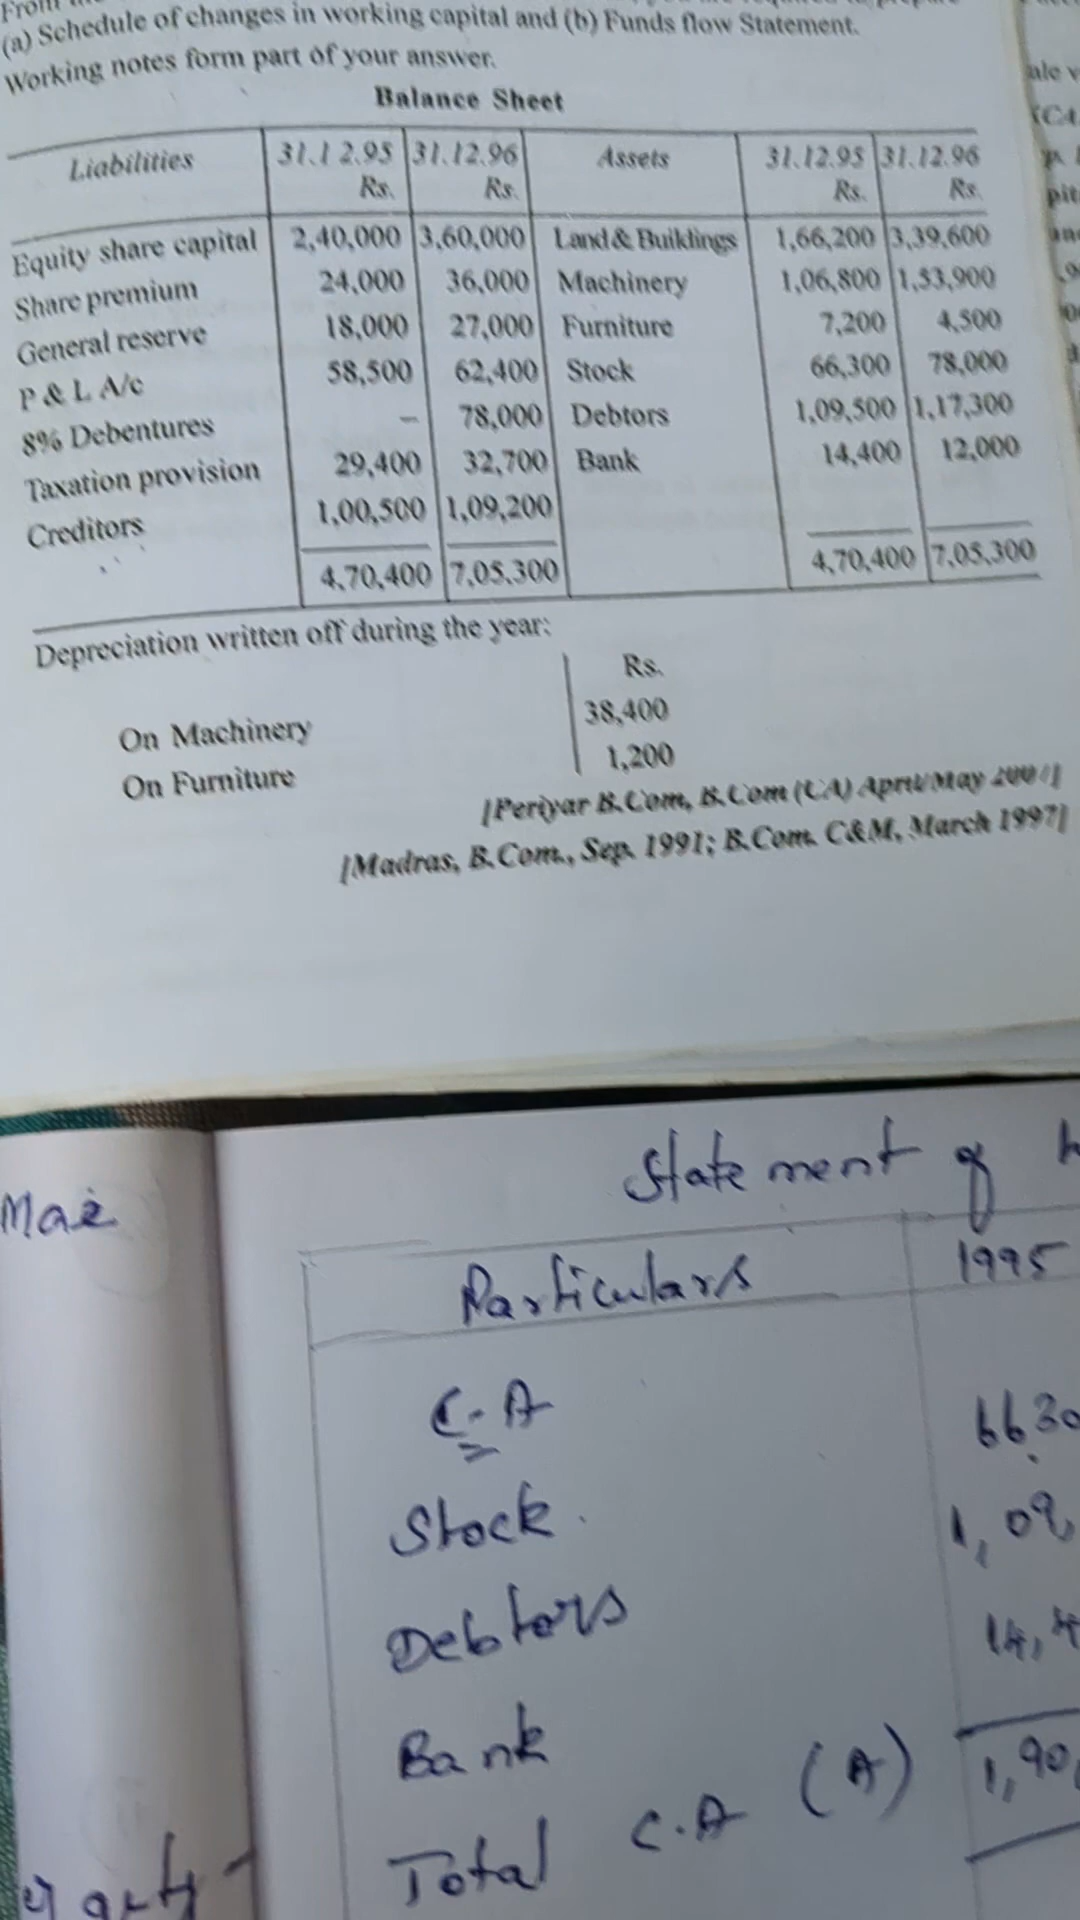 (a) Schedule of changes in working capital and (b) Funds flow Statement.
Working notes form part of your answer.
Balance Sheet
Liabilities 31.12.95 31.12.96 Assets 31.12.95 31.12.96
Rs. Rs. Rs. Rs.
Equity share capital 2,40,000 3,60,000 Land & Buildings 1,66,200 3,39,600
Share premium 24,000 36,000 Machinery 1,06,800 1,53,900
General reserve 18,000 27,000 Furniture 7,200 4,500
P & L A/c 58,500 62,400 Stock 66,300 78,000
8% Debentures – 78,000 Debtors 1,09,500 1,17,300
Taxation provision 29,400 32,700 Bank 14,400 12,000
Creditors 1,00,500 1,09,200
4,70,400 7,05,300 4,70,400 7,05,300
Depreciation written off during the year:
Rs.
On Machinery 38,400
On Furniture 1,200
[Periyar B.Com, B.Com (CA) April/May
[Madras, B.Com., Sep. 1991; B.Com. C&M, March 1997]
Statement of
Particulars 1995
C.A
Stock
Debtors
Bank
Total C.A (A)